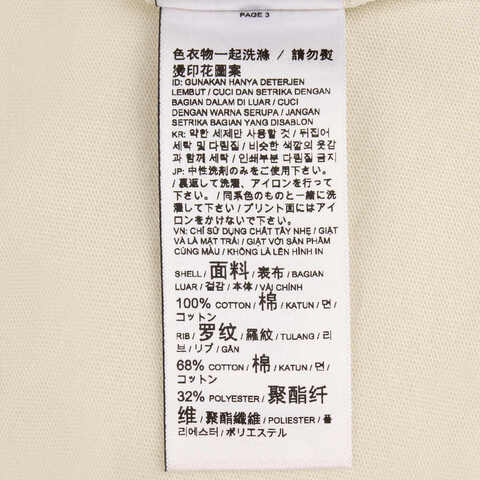 PAGE 3
色衣物一起洗滌 / 請勿熨
燙印花圖案
ID: GUNAKAN HANYA DETERJEN
LEMBUT / CUCI DAN SETRIKA DENGAN
BAGIAN DALAM DI LUAR / CUCI
DENGAN WARNA SERUPA / JANGAN
SETRIKA BAGIAN YANG DISABLON
KR: 약한 세제만 사용할 것 / 뒤집어
세탁 및 다림질 / 비슷한 색깔의 옷감
과 함께 세탁 / 인쇄부분 다림질 금지
JP: 中性洗剤のみをご使用下さい。
/ 裏返して洗濯、アイロンを行って下
さい。/ 同系色のものと一緒に洗
濯して下さい / プリント面にはアイ
ロンをかけないで下さい。
VN: CHỈ SỬ DỤNG CHẤT TẨY NHẸ / GIẶT
VÀ LÀ MẶT TRÁI / GIẶT VỚI SẢN PHẨM
CÙNG MÀU / KHÔNG LÀ LÊN HÌNH IN
SHELL / 面料 / 表布 / BAGIAN
LUAR / 겉감 / 本体 / VẢI CHÍNH
100% COTTON / 棉 / KATUN / 면 /
コットン
RIB / 罗纹 / 羅紋 / TULANG / 리
브 / リブ / GÂN
68% COTTON / 棉 / KATUN / 면 /
コットン
32% POLYESTER / 聚酯纤
维 / 聚酯纖維 / POLIESTER / 폴
리에스터 / ポリエステル